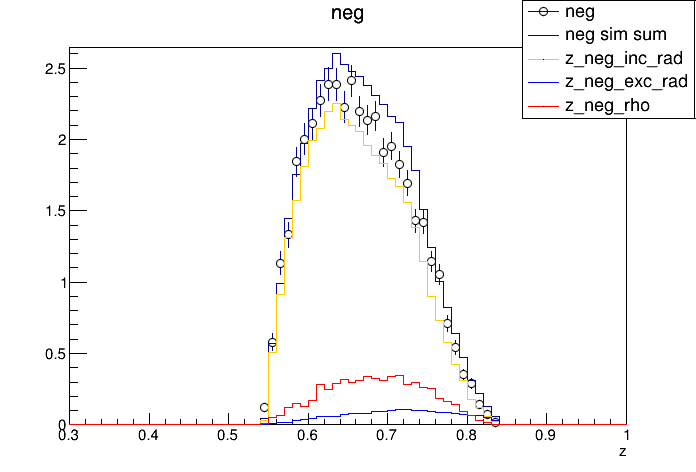 neg
neg
neg sim sum
z_neg_inc_rad
z_neg_exc_rad
z_neg_rho
2.5
2
1.5
1
0.5
0
0.3 0.4 0.5 0.6 0.7 0.8 0.9 1
z